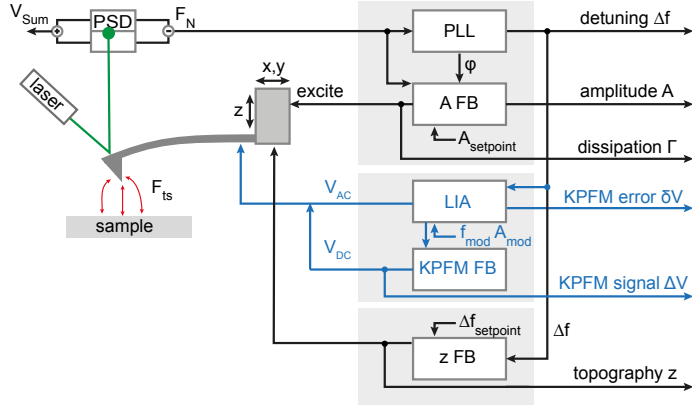 V_Sum
PSD
F_N
PLL
detuning Δf
x,y
φ
laser
z
excite
A FB
amplitude A
A_setpoint
dissipation Γ
F_ts
V_AC
LIA
KPFM error δV
sample
f_mod A_mod
V_DC
KPFM FB
KPFM signal ΔV
Δf_setpoint
Δf
z FB
topography z